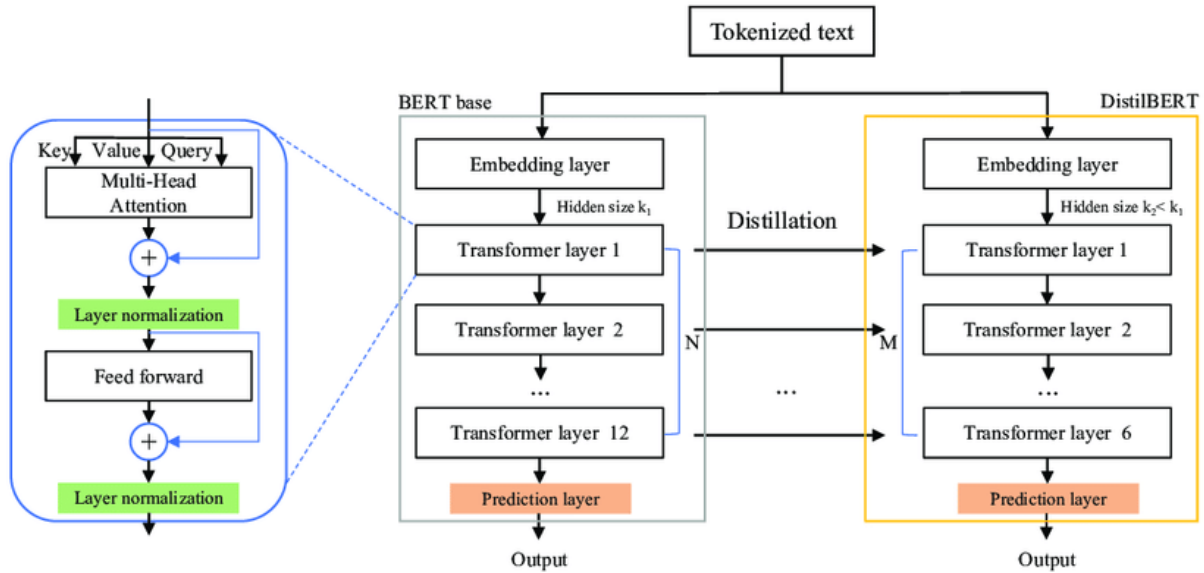 Tokenized text
BERT base
DistilBERT
Key
Value
Query
Multi-Head
Attention
+
Layer normalization
Feed forward
+
Layer normalization
Embedding layer
Hidden size k₁
Transformer layer 1
Transformer layer 2
...
Transformer layer 12
N
Prediction layer
Output
Distillation
...
Embedding layer
Hidden size k₂< k₁
Transformer layer 1
Transformer layer 2
...
Transformer layer 6
M
Prediction layer
Output